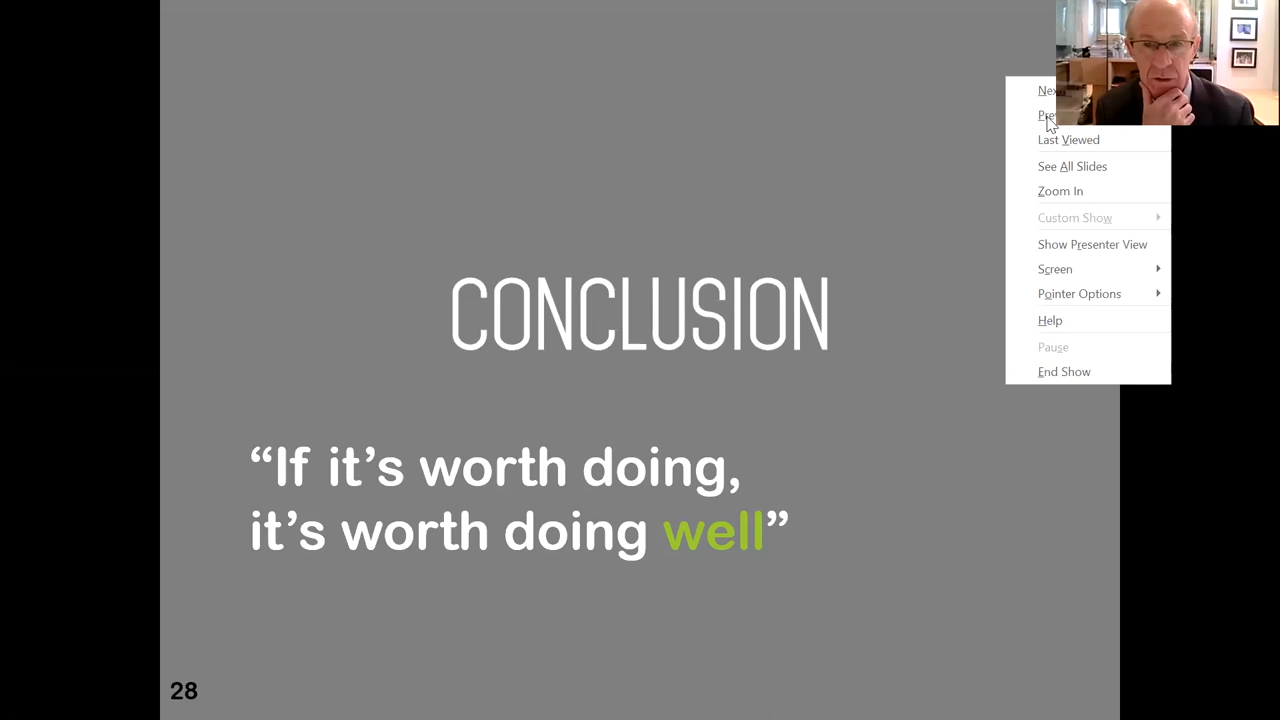 CONCLUSION
“If it’s worth doing,
it’s worth doing well”
28
Last Viewed
See All Slides
Zoom In
Custom Show
Show Presenter View
Screen
Pointer Options
Help
Pause
End Show